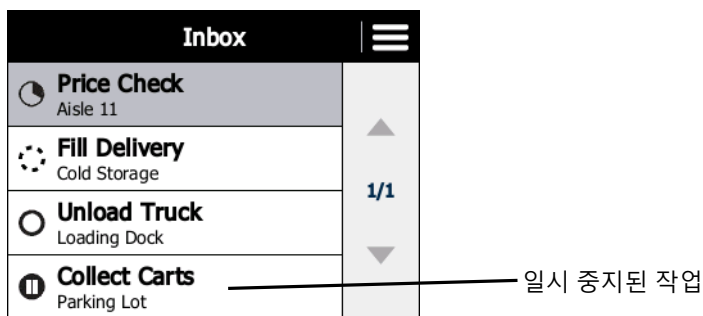 Inbox
Price Check
Aisle 11
Fill Delivery
Cold Storage
1/1
Unload Truck
Loading Dock
Collect Carts
Parking Lot
일시 중지된 작업